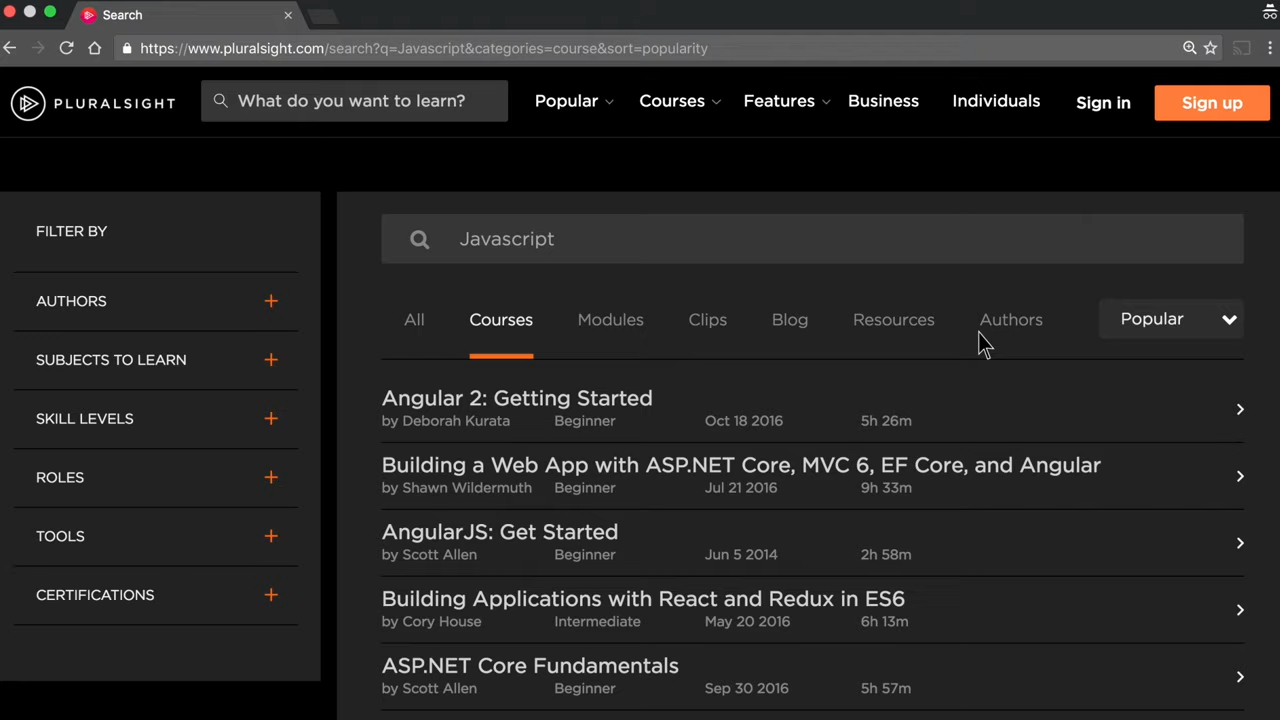 Search
https://www.pluralsight.com/search?q=Javascript&categories=course&sort=popularity
PLURALSIGHT
What do you want to learn?
Popular
Courses
Features
Business
Individuals
Sign in
Sign up
FILTER BY
AUTHORS
SUBJECTS TO LEARN
SKILL LEVELS
ROLES
TOOLS
CERTIFICATIONS
Javascript
All Courses Modules Clips Blog Resources Authors Popular
Angular 2: Getting Started
by Deborah Kurata Beginner Oct 18 2016 5h 26m
Building a Web App with ASP.NET Core, MVC 6, EF Core, and Angular
by Shawn Wildermuth Beginner Jul 21 2016 9h 33m
AngularJS: Get Started
by Scott Allen Beginner Jun 5 2014 2h 58m
Building Applications with React and Redux in ES6
by Cory House Intermediate May 20 2016 6h 13m
ASP.NET Core Fundamentals
by Scott Allen Beginner Sep 30 2016 5h 57m